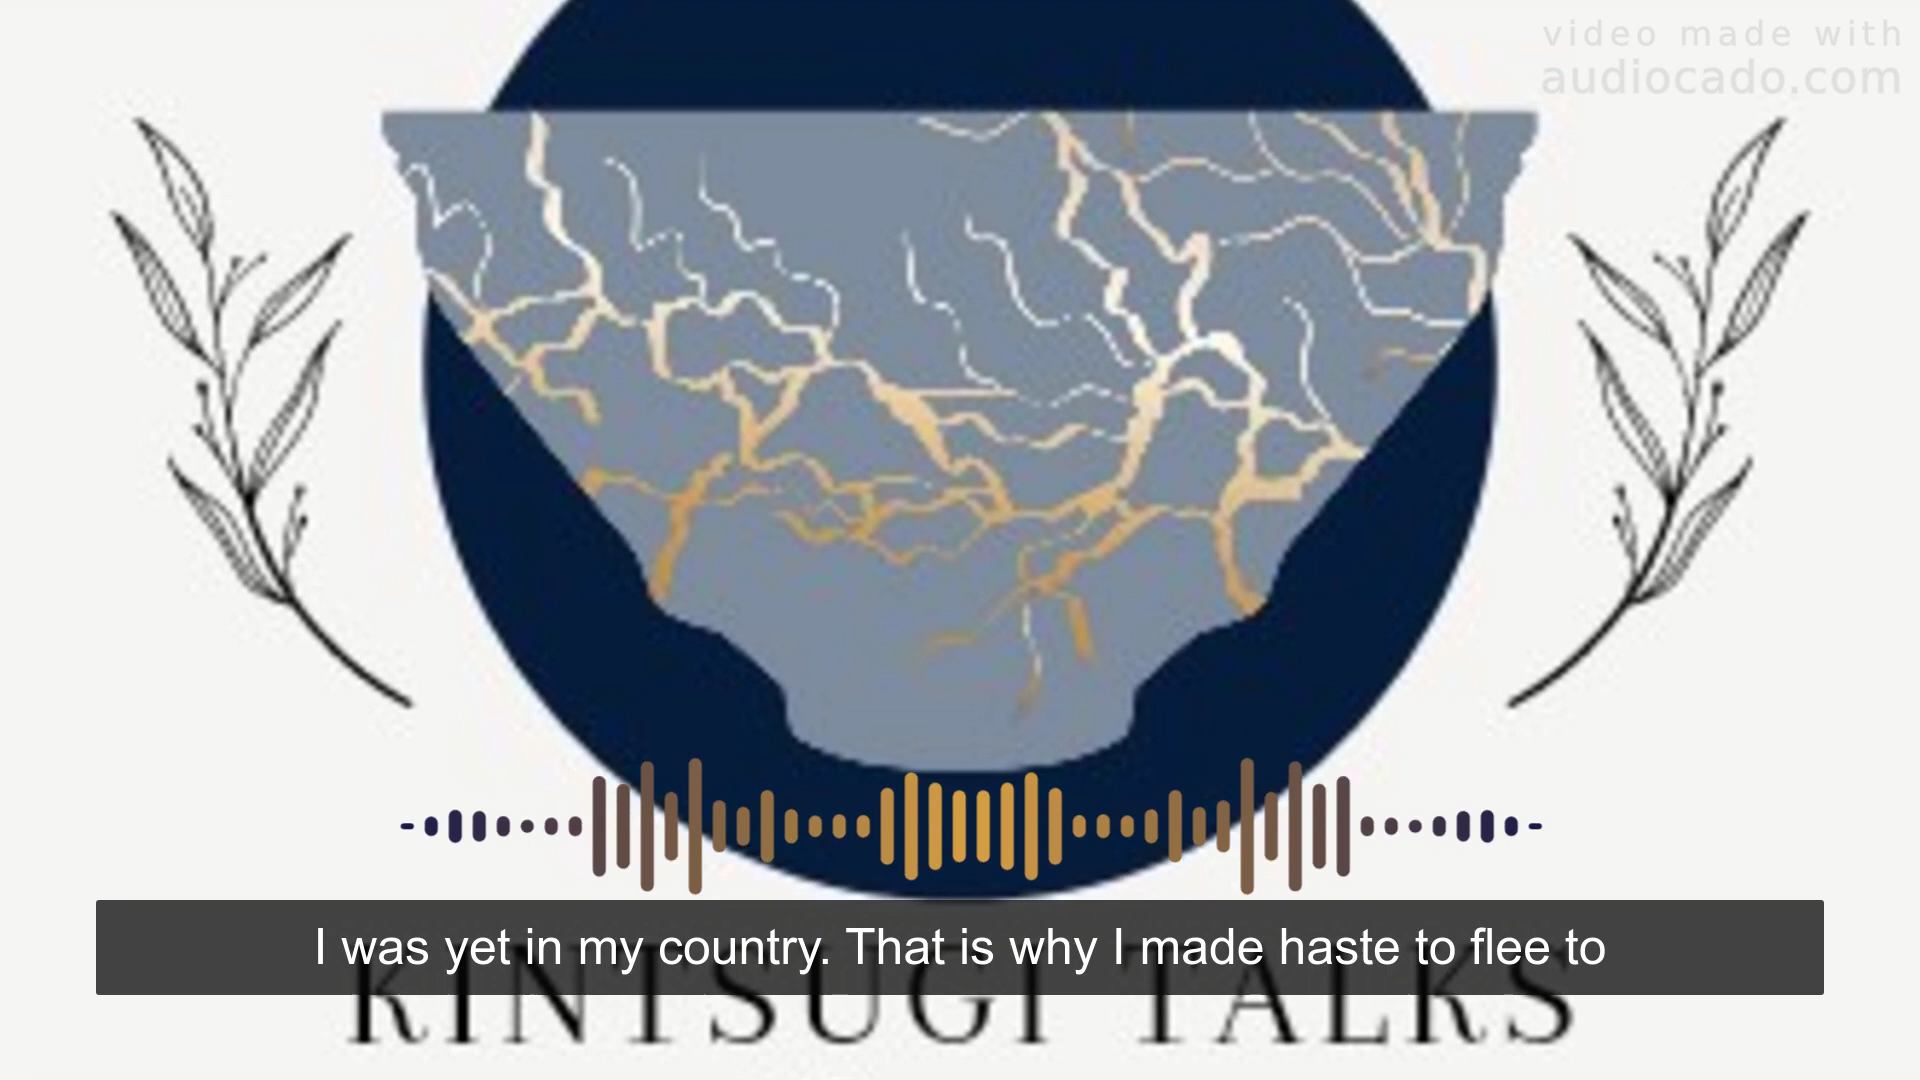 video made with
audiocado.com
I was yet in my country. That is why I made haste to flee to
KINTSUGI TALKS